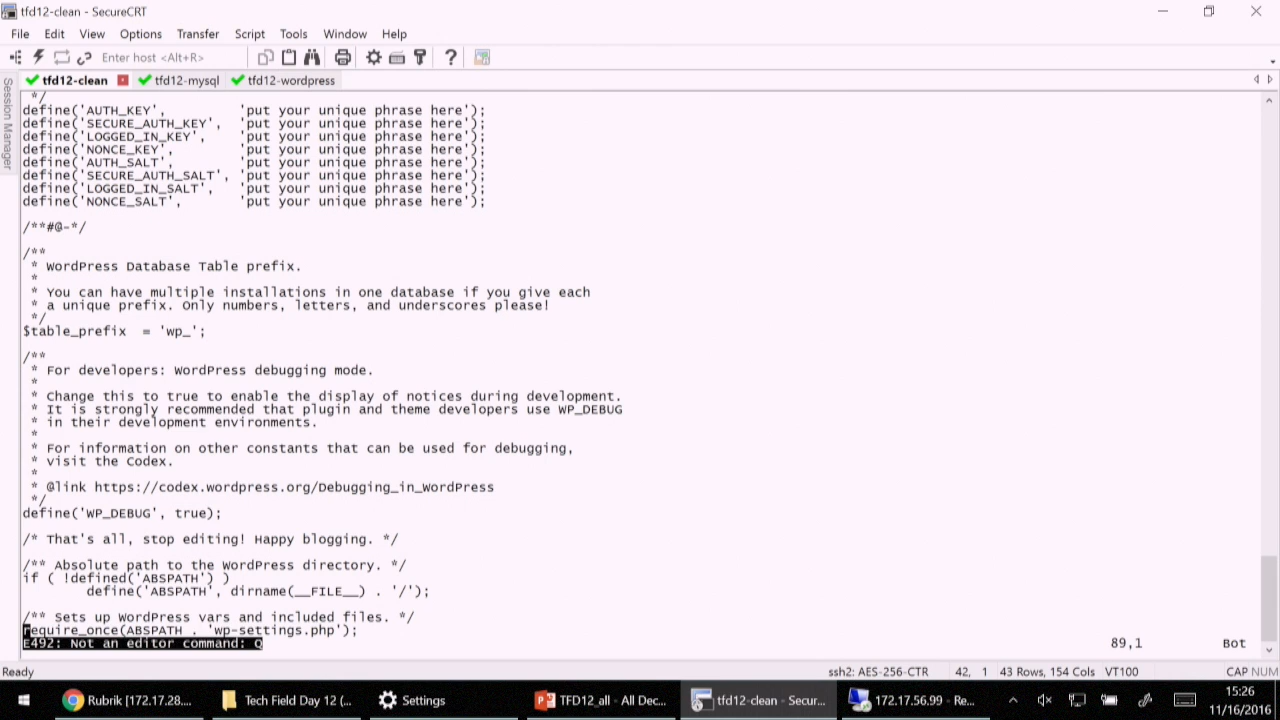 tfd12-clean - SecureCRT
File Edit View Options Transfer Script Tools Window Help
Enter host <Alt+R>
tfd12-clean tfd12-mysql tfd12-wordpress
Session Manager
 */
define('AUTH_KEY',         'put your unique phrase here');
define('SECURE_AUTH_KEY',  'put your unique phrase here');
define('LOGGED_IN_KEY',    'put your unique phrase here');
define('NONCE_KEY',        'put your unique phrase here');
define('AUTH_SALT',        'put your unique phrase here');
define('SECURE_AUTH_SALT', 'put your unique phrase here');
define('LOGGED_IN_SALT',   'put your unique phrase here');
define('NONCE_SALT',       'put your unique phrase here');
/**#@-*/
/**
 * WordPress Database Table prefix.
 *
 * You can have multiple installations in one database if you give each
 * a unique prefix. Only numbers, letters, and underscores please!
 */
$table_prefix  = 'wp_';
/**
 * For developers: WordPress debugging mode.
 *
 * Change this to true to enable the display of notices during development.
 * It is strongly recommended that plugin and theme developers use WP_DEBUG
 * in their development environments.
 *
 * For information on other constants that can be used for debugging,
 * visit the Codex.
 *
 * @link https://codex.wordpress.org/Debugging_in_WordPress
 */
define('WP_DEBUG', true);
/* That's all, stop editing! Happy blogging. */
/** Absolute path to the WordPress directory. */
if ( !defined('ABSPATH') )
        define('ABSPATH', dirname(__FILE__) . '/');
/** Sets up WordPress vars and included files. */
require_once(ABSPATH . 'wp-settings.php');
E492: Not an editor command: Q 89,1 Bot
Ready ssh2: AES-256-CTR 42, 1 43 Rows, 154 Cols VT100 CAP NUM
Rubrik [172.17.28.... Tech Field Day 12 (... Settings TFD12_all - All Dec... tfd12-clean - Secur... 172.17.56.99 - Re... 15:26
11/16/2016